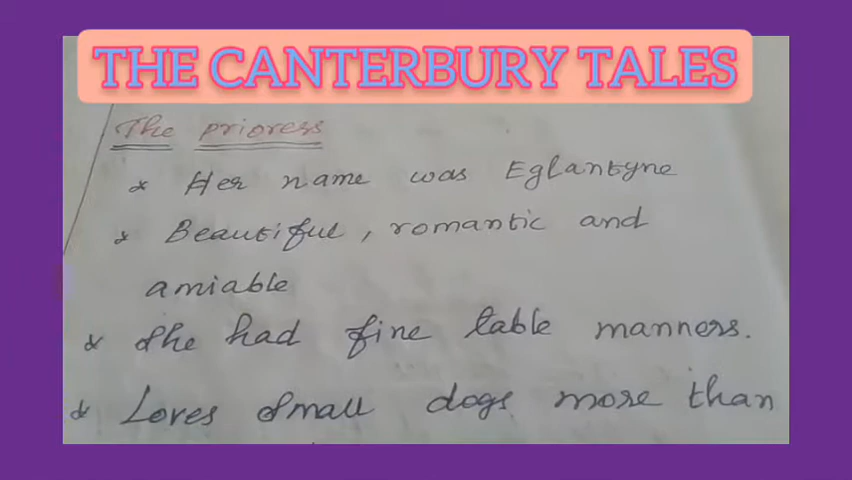 THE CANTERBURY TALES
The prioress
* Her name was Eglantyne
* Beautiful, romantic and
amiable
* She had fine table manners.
* Loves small dogs more than